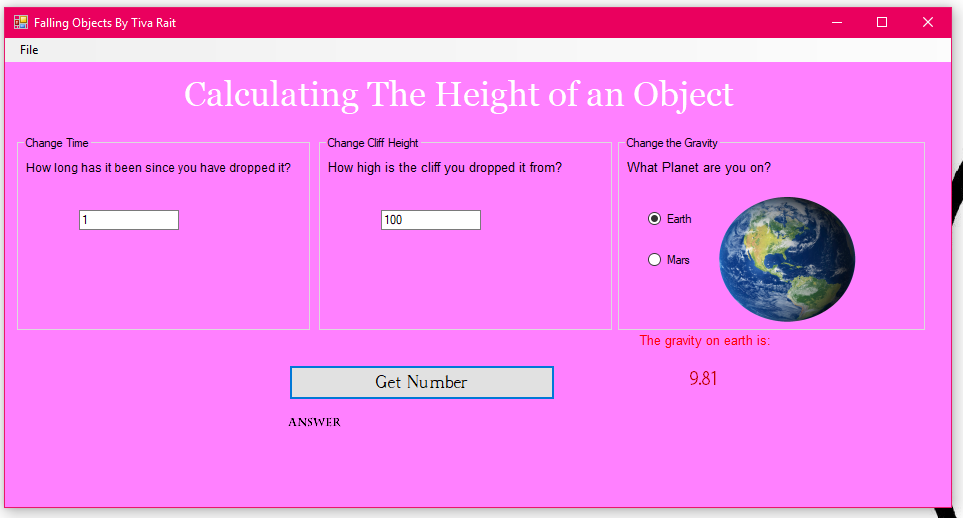 Falling Objects By Tiva Rait
File
Calculating The Height of an Object
Change Time
How long has it been since you have dropped it?
1
Change Cliff Height
How high is the cliff you dropped it from?
100
Change the Gravity
What Planet are you on?
Earth
Mars
The gravity on earth is:
9.81
Get Number
ANSWER